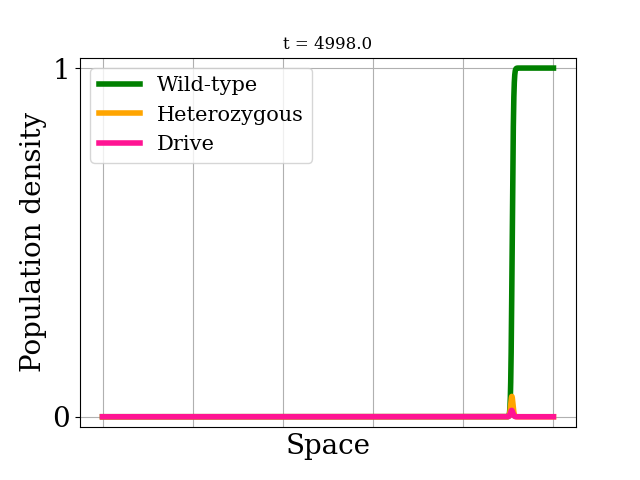 t = 4998.0
1
Wild-type
Heterozygous
Drive
Population density
0
Space